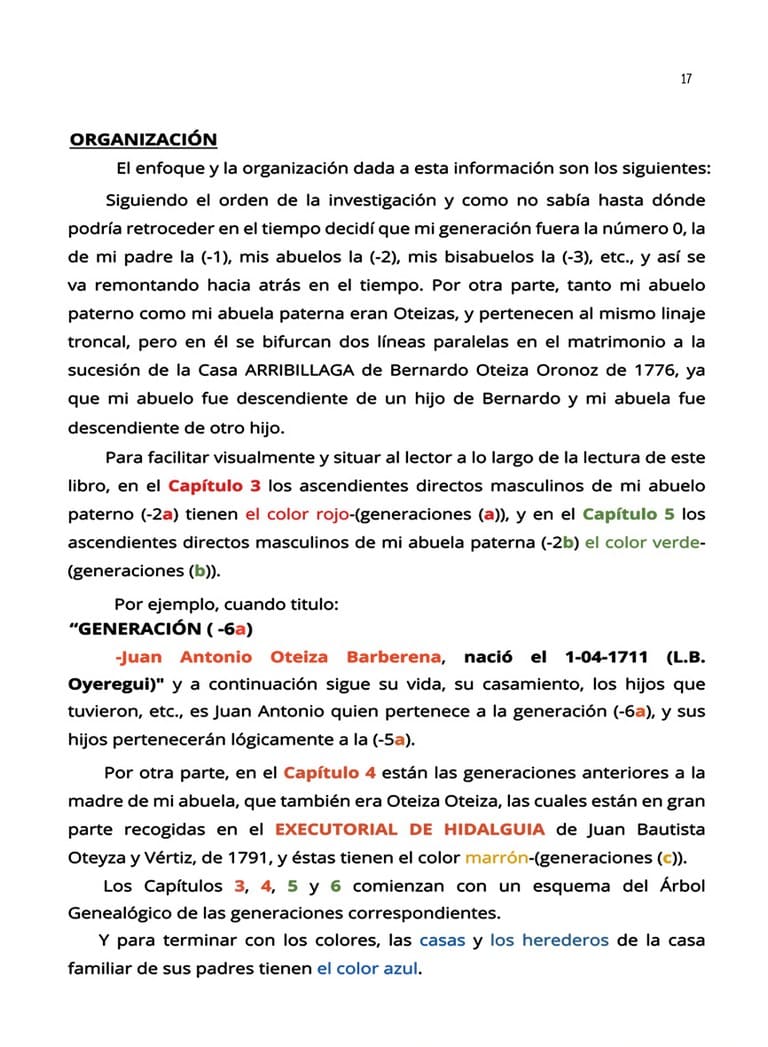 17
ORGANIZACIÓN
El enfoque y la organización dada a esta información son los siguientes:
Siguiendo el orden de la investigación y como no sabía hasta dónde
podría retroceder en el tiempo decidí que mi generación fuera la número 0, la
de mi padre la (-1), mis abuelos la (-2), mis bisabuelos la (-3), etc., y así se
va remontando hacia atrás en el tiempo. Por otra parte, tanto mi abuelo
paterno como mi abuela paterna eran Oteizas, y pertenecen al mismo linaje
troncal, pero en él se bifurcan dos líneas paralelas en el matrimonio a la
sucesión de la Casa ARRIBILLAGA de Bernardo Oteiza Oronoz de 1776, ya
que mi abuelo fue descendiente de un hijo de Bernardo y mi abuela fue
descendiente de otro hijo.
Para facilitar visualmente y situar al lector a lo largo de la lectura de este
libro, en el Capítulo 3 los ascendientes directos masculinos de mi abuelo
paterno (-2a) tienen el color rojo-(generaciones (a)), y en el Capítulo 5 los
ascendientes directos masculinos de mi abuela paterna (-2b) el color verde-
(generaciones (b)).
Por ejemplo, cuando titulo:
“GENERACIÓN ( -6a)
-Juan Antonio Oteiza Barberena, nació el 1-04-1711 (L.B.
Oyeregui)" y a continuación sigue su vida, su casamiento, los hijos que
tuvieron, etc., es Juan Antonio quien pertenece a la generación (-6a), y sus
hijos pertenecerán lógicamente a la (-5a).
Por otra parte, en el Capítulo 4 están las generaciones anteriores a la
madre de mi abuela, que también era Oteiza Oteiza, las cuales están en gran
parte recogidas en el EXECUTORIAL DE HIDALGUIA de Juan Bautista
Oteyza y Vértiz, de 1791, y éstas tienen el color marrón-(generaciones (c)).
Los Capítulos 3, 4, 5 y 6 comienzan con un esquema del Árbol
Genealógico de las generaciones correspondientes.
Y para terminar con los colores, las casas y los herederos de la casa
familiar de sus padres tienen el color azul.